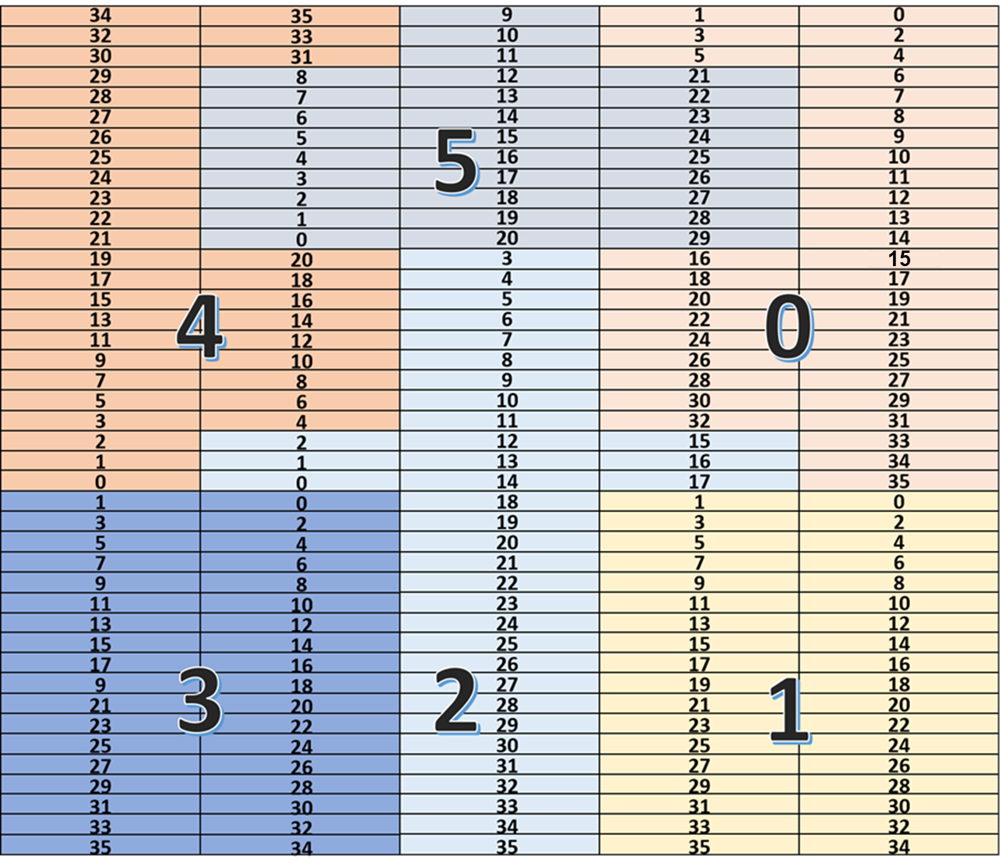 34 35 9 1 0
32 33 10 3 2
30 31 11 5 4
29 8 12 21 6
28 7 13 22 7
27 6 14 23 8
26 5 15 24 9
25 4 5 16 25 10
24 3 17 26 11
23 2 18 27 12
22 1 19 28 13
21 0 20 29 14
19 20 3 16 15
17 18 4 18 17
15 16 5 20 19
13 4 14 6 22 0 21
11 12 7 24 23
9 10 8 26 25
7 8 9 28 27
5 6 10 30 29
3 4 11 32 31
2 2 12 15 33
1 1 13 16 34
0 0 14 17 35
1 0 18 1 0
3 2 19 3 2
5 4 20 5 4
7 6 21 7 6
9 8 22 9 8
11 10 23 11 10
13 12 24 13 12
15 14 25 15 14
17 16 26 17 16
9 18 27 19 18
21 3 20 2 28 21 1 20
23 22 29 23 22
25 24 30 25 24
27 26 31 27 26
29 28 32 29 28
31 30 33 31 30
33 32 34 33 32
35 34 35 35 34